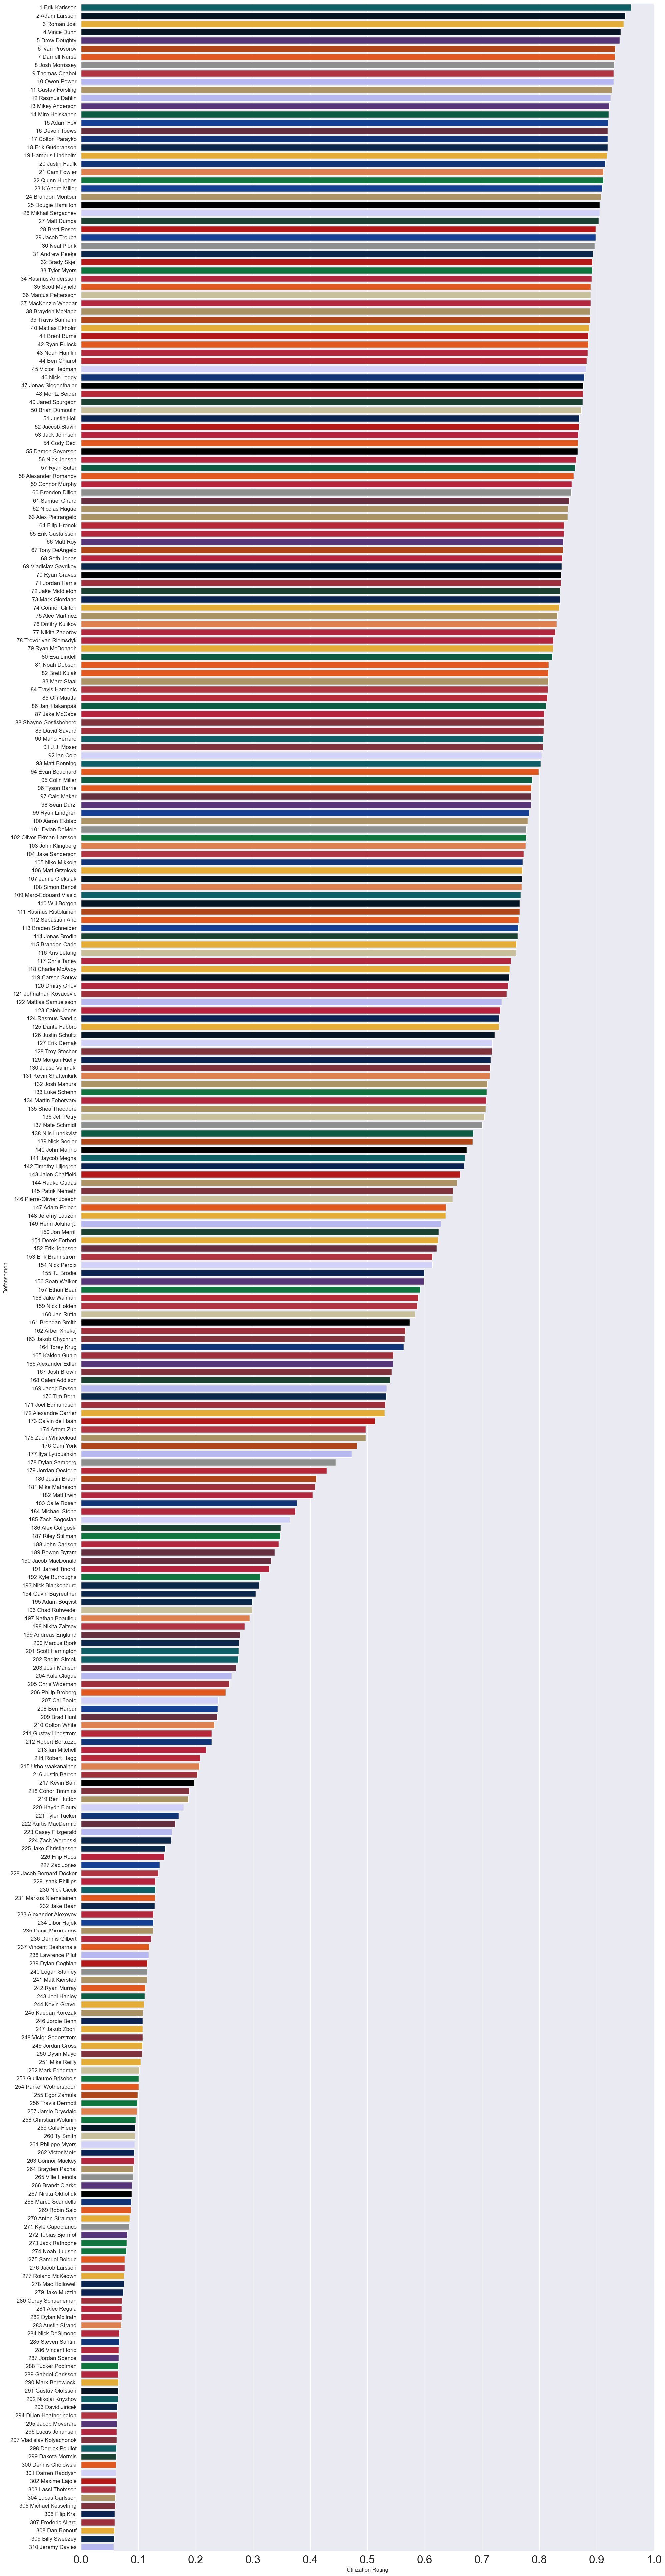 1 Erik Karlsson
2 Adam Larsson
3 Roman Josi
4 Vince Dunn
5 Drew Doughty
6 Ivan Provorov
7 Darnell Nurse
8 Josh Morrissey
9 Thomas Chabot
10 Owen Power
11 Gustav Forsling
12 Rasmus Dahlin
13 Mikey Anderson
14 Miro Heiskanen
15 Adam Fox
16 Devon Toews
17 Colton Parayko
18 Erik Gudbranson
19 Hampus Lindholm
20 Justin Faulk
21 Cam Fowler
22 Quinn Hughes
23 K'Andre Miller
24 Brandon Montour
25 Dougie Hamilton
26 Mikhail Sergachev
27 Matt Dumba
28 Brett Pesce
29 Jacob Trouba
30 Neal Pionk
31 Andrew Peeke
32 Brady Skjei
33 Tyler Myers
34 Rasmus Andersson
35 Scott Mayfield
36 Marcus Pettersson
37 MacKenzie Weegar
38 Brayden McNabb
39 Travis Sanheim
40 Mattias Ekholm
41 Brent Burns
42 Ryan Pulock
43 Noah Hanifin
44 Ben Chiarot
45 Victor Hedman
46 Nick Leddy
47 Jonas Siegenthaler
48 Moritz Seider
49 Jared Spurgeon
50 Brian Dumoulin
51 Justin Holl
52 Jaccob Slavin
53 Jack Johnson
54 Cody Ceci
55 Damon Severson
56 Nick Jensen
57 Ryan Suter
58 Alexander Romanov
59 Connor Murphy
60 Brenden Dillon
61 Samuel Girard
62 Nicolas Hague
63 Alex Pietrangelo
64 Filip Hronek
65 Erik Gustafsson
66 Matt Roy
67 Tony DeAngelo
68 Seth Jones
69 Vladislav Gavrikov
70 Ryan Graves
71 Jordan Harris
72 Jake Middleton
73 Mark Giordano
74 Connor Clifton
75 Alec Martinez
76 Dmitry Kulikov
77 Nikita Zadorov
78 Trevor van Riemsdyk
79 Ryan McDonagh
80 Esa Lindell
81 Noah Dobson
82 Brett Kulak
83 Marc Staal
84 Travis Hamonic
85 Olli Maatta
86 Jani Hakanpää
87 Jake McCabe
88 Shayne Gostisbehere
89 David Savard
90 Mario Ferraro
91 J.J. Moser
92 Ian Cole
93 Matt Benning
94 Evan Bouchard
95 Colin Miller
96 Tyson Barrie
97 Cale Makar
98 Sean Durzi
99 Ryan Lindgren
100 Aaron Ekblad
101 Dylan DeMelo
102 Oliver Ekman-Larsson
103 John Klingberg
104 Jake Sanderson
105 Niko Mikkola
106 Matt Grzelcyk
107 Jamie Oleksiak
108 Simon Benoit
109 Marc-Edouard Vlasic
110 Will Borgen
111 Rasmus Ristolainen
112 Sebastian Aho
113 Braden Schneider
114 Jonas Brodin
115 Brandon Carlo
116 Kris Letang
117 Chris Tanev
118 Charlie McAvoy
119 Carson Soucy
120 Dmitry Orlov
121 Johnathan Kovacevic
122 Mattias Samuelsson
123 Caleb Jones
124 Rasmus Sandin
125 Dante Fabbro
126 Justin Schultz
127 Erik Cernak
128 Troy Stecher
129 Morgan Rielly
130 Juuso Valimaki
131 Kevin Shattenkirk
132 Josh Mahura
133 Luke Schenn
134 Martin Fehervary
135 Shea Theodore
136 Jeff Petry
137 Nate Schmidt
138 Nils Lundkvist
139 Nick Seeler
140 John Marino
141 Jaycob Megna
142 Timothy Liljegren
143 Jalen Chatfield
144 Radko Gudas
145 Patrik Nemeth
146 Pierre-Olivier Joseph
147 Adam Pelech
148 Jeremy Lauzon
149 Henri Jokiharju
150 Jon Merrill
151 Derek Forbort
152 Erik Johnson
153 Erik Brannstrom
154 Nick Perbix
155 TJ Brodie
156 Sean Walker
157 Ethan Bear
158 Jake Walman
159 Nick Holden
160 Jan Rutta
161 Brendan Smith
162 Arber Xhekaj
163 Jakob Chychrun
164 Torey Krug
165 Kaiden Guhle
166 Alexander Edler
167 Josh Brown
168 Calen Addison
169 Jacob Bryson
170 Tim Berni
171 Joel Edmundson
172 Alexandre Carrier
173 Calvin de Haan
174 Artem Zub
175 Zach Whitecloud
176 Cam York
177 Ilya Lyubushkin
178 Dylan Samberg
179 Jordan Oesterle
180 Justin Braun
181 Mike Matheson
182 Matt Irwin
183 Calle Rosen
184 Michael Stone
185 Zach Bogosian
186 Alex Goligoski
187 Riley Stillman
188 John Carlson
189 Bowen Byram
190 Jacob MacDonald
191 Jarred Tinordi
192 Kyle Burroughs
193 Nick Blankenburg
194 Gavin Bayreuther
195 Adam Boqvist
196 Chad Ruhwedel
197 Nathan Beaulieu
198 Nikita Zaitsev
199 Andreas Englund
200 Marcus Bjork
201 Scott Harrington
202 Radim Simek
203 Josh Manson
204 Kale Clague
205 Chris Wideman
206 Philip Broberg
207 Cal Foote
208 Ben Harpur
209 Brad Hunt
210 Colton White
211 Gustav Lindstrom
212 Robert Bortuzzo
213 Ian Mitchell
214 Robert Hagg
215 Urho Vaakanainen
216 Justin Barron
217 Kevin Bahl
218 Conor Timmins
219 Ben Hutton
220 Haydn Fleury
221 Tyler Tucker
222 Kurtis MacDermid
223 Casey Fitzgerald
224 Zach Werenski
225 Jake Christiansen
226 Filip Roos
227 Zac Jones
228 Jacob Bernard-Docker
229 Isaak Phillips
230 Nick Cicek
231 Markus Niemelainen
232 Jake Bean
233 Alexander Alexeyev
234 Libor Hajek
235 Daniil Miromanov
236 Dennis Gilbert
237 Vincent Desharnais
238 Lawrence Pilut
239 Dylan Coghlan
240 Logan Stanley
241 Matt Kiersted
242 Ryan Murray
243 Joel Hanley
244 Kevin Gravel
245 Kaedan Korczak
246 Jordie Benn
247 Jakub Zboril
248 Victor Soderstrom
249 Jordan Gross
250 Dysin Mayo
251 Mike Reilly
252 Mark Friedman
253 Guillaume Brisebois
254 Parker Wotherspoon
255 Egor Zamula
256 Travis Dermott
257 Jamie Drysdale
258 Christian Wolanin
259 Cale Fleury
260 Ty Smith
261 Philippe Myers
262 Victor Mete
263 Connor Mackey
264 Brayden Pachal
265 Ville Heinola
266 Brandt Clarke
267 Nikita Okhotiuk
268 Marco Scandella
269 Robin Salo
270 Anton Stralman
271 Kyle Capobianco
272 Tobias Bjornfot
273 Jack Rathbone
274 Noah Juulsen
275 Samuel Bolduc
276 Jacob Larsson
277 Roland McKeown
278 Mac Hollowell
279 Jake Muzzin
280 Corey Schueneman
281 Alec Regula
282 Dylan McIlrath
283 Austin Strand
284 Nick DeSimone
285 Steven Santini
286 Vincent Iorio
287 Jordan Spence
288 Tucker Poolman
289 Gabriel Carlsson
290 Mark Borowiecki
291 Gustav Olofsson
292 Nikolai Knyzhov
293 David Jiricek
294 Dillon Heatherington
295 Jacob Moverare
296 Lucas Johansen
297 Vladislav Kolyachonok
298 Derrick Pouliot
299 Dakota Mermis
300 Dennis Cholowski
301 Darren Raddysh
302 Maxime Lajoie
303 Lassi Thomson
304 Lucas Carlsson
305 Michael Kesselring
306 Filip Kral
307 Frederic Allard
308 Dan Renouf
309 Billy Sweezey
310 Jeremy Davies
Defensemen
0.0 0.1 0.2 0.3 0.4 0.5 0.6 0.7 0.8 0.9 1.0
Utilization Rating